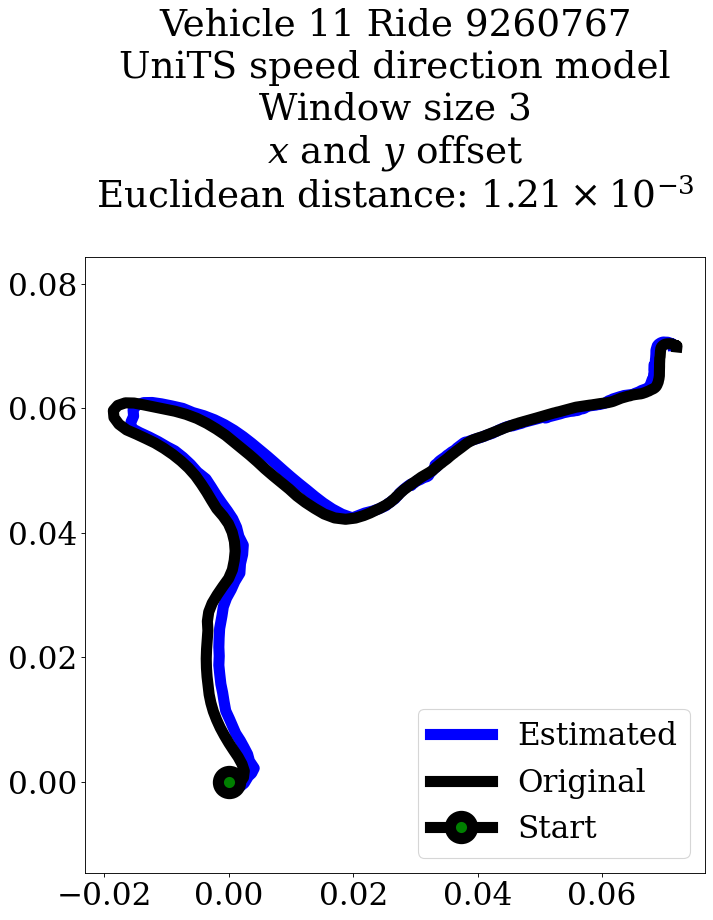 Vehicle 11 Ride 9260767
UniTS speed direction model
Window size 3
x and y offset
Euclidean distance: 1.21 × 10⁻³
0.08
0.06
0.04
0.02
0.00
Estimated
Original
Start
−0.02 0.00 0.02 0.04 0.06